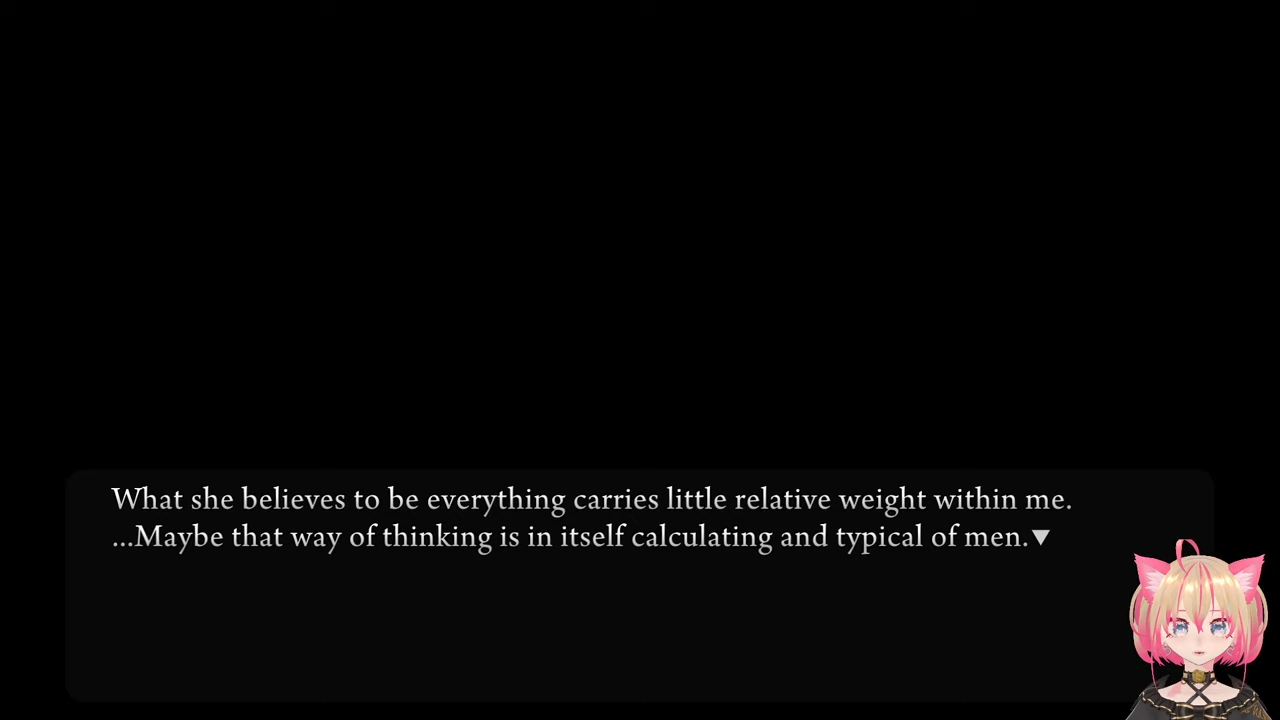 What she believes to be everything carries little relative weight within me.
...Maybe that way of thinking is in itself calculating and typical of men.▼